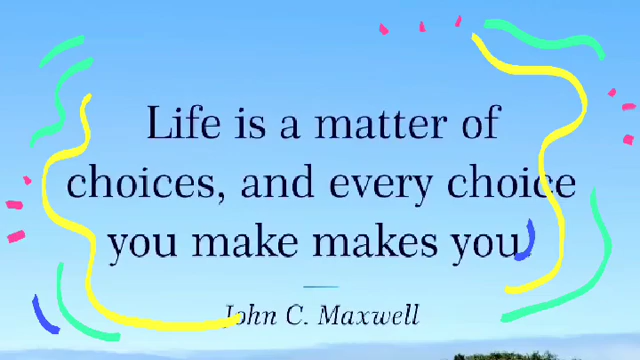 Life is a matter of
choices, and every choice
you make makes you
John C. Maxwell